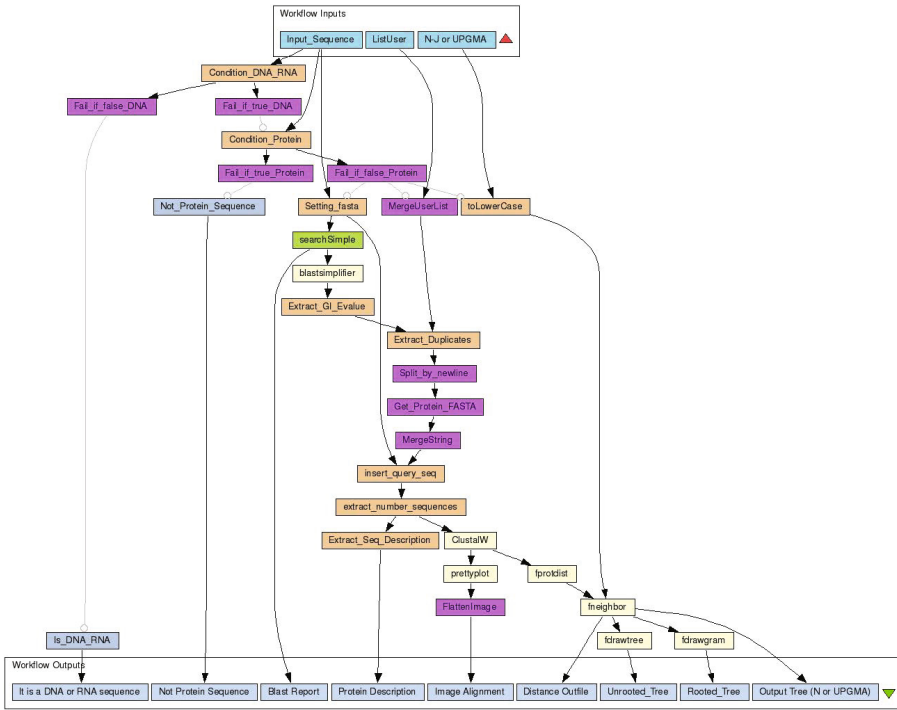 Workflow Inputs
Input_Sequence
ListUser
N-J or UPGMA
Condition_DNA_RNA
Fail_if_false_DNA
Fail_if_true_DNA
Condition_Protein
Fail_if_true_Protein
Fail_if_false_Protein
Not_Protein_Sequence
Setting_fasta
MergeUserList
toLowerCase
searchSimple
blastsimplifier
Extract_GI_Evalue
Extract_Duplicates
Split_by_newline
Get_Protein_FASTA
MergeString
insert_query_seq
extract_number_sequences
Extract_Seq_Description
ClustalW
prettyplot
fprotdist
FlattenImage
fneighbor
Is_DNA_RNA
fdrawtree
fdrawgram
Workflow Outputs
It is a DNA or RNA sequence
Not Protein Sequence
Blast Report
Protein Description
Image Alignment
Distance Outfile
Unrooted_Tree
Rooted_Tree
Output Tree (N or UPGMA)